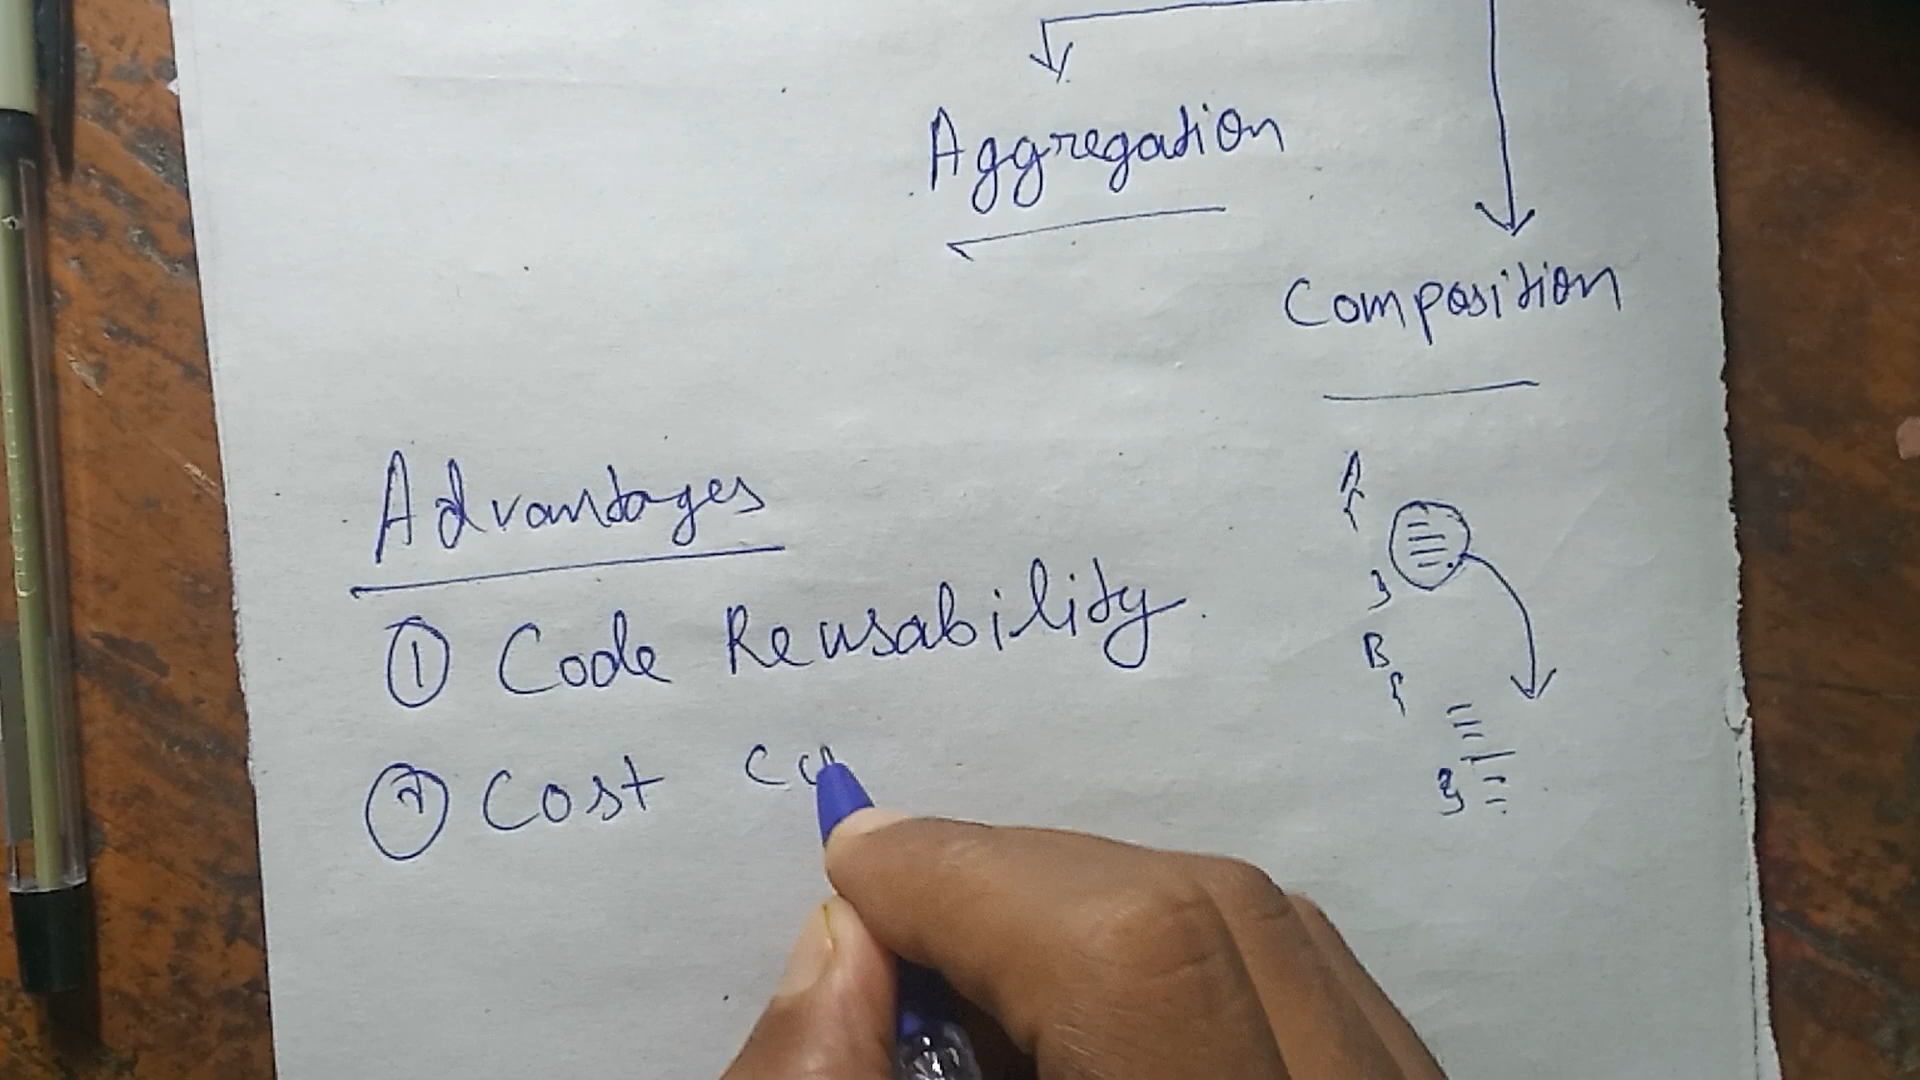 Aggregation
Composition
Advantages
① Code Reusability.
② Cost
A
{
}
B
{
}